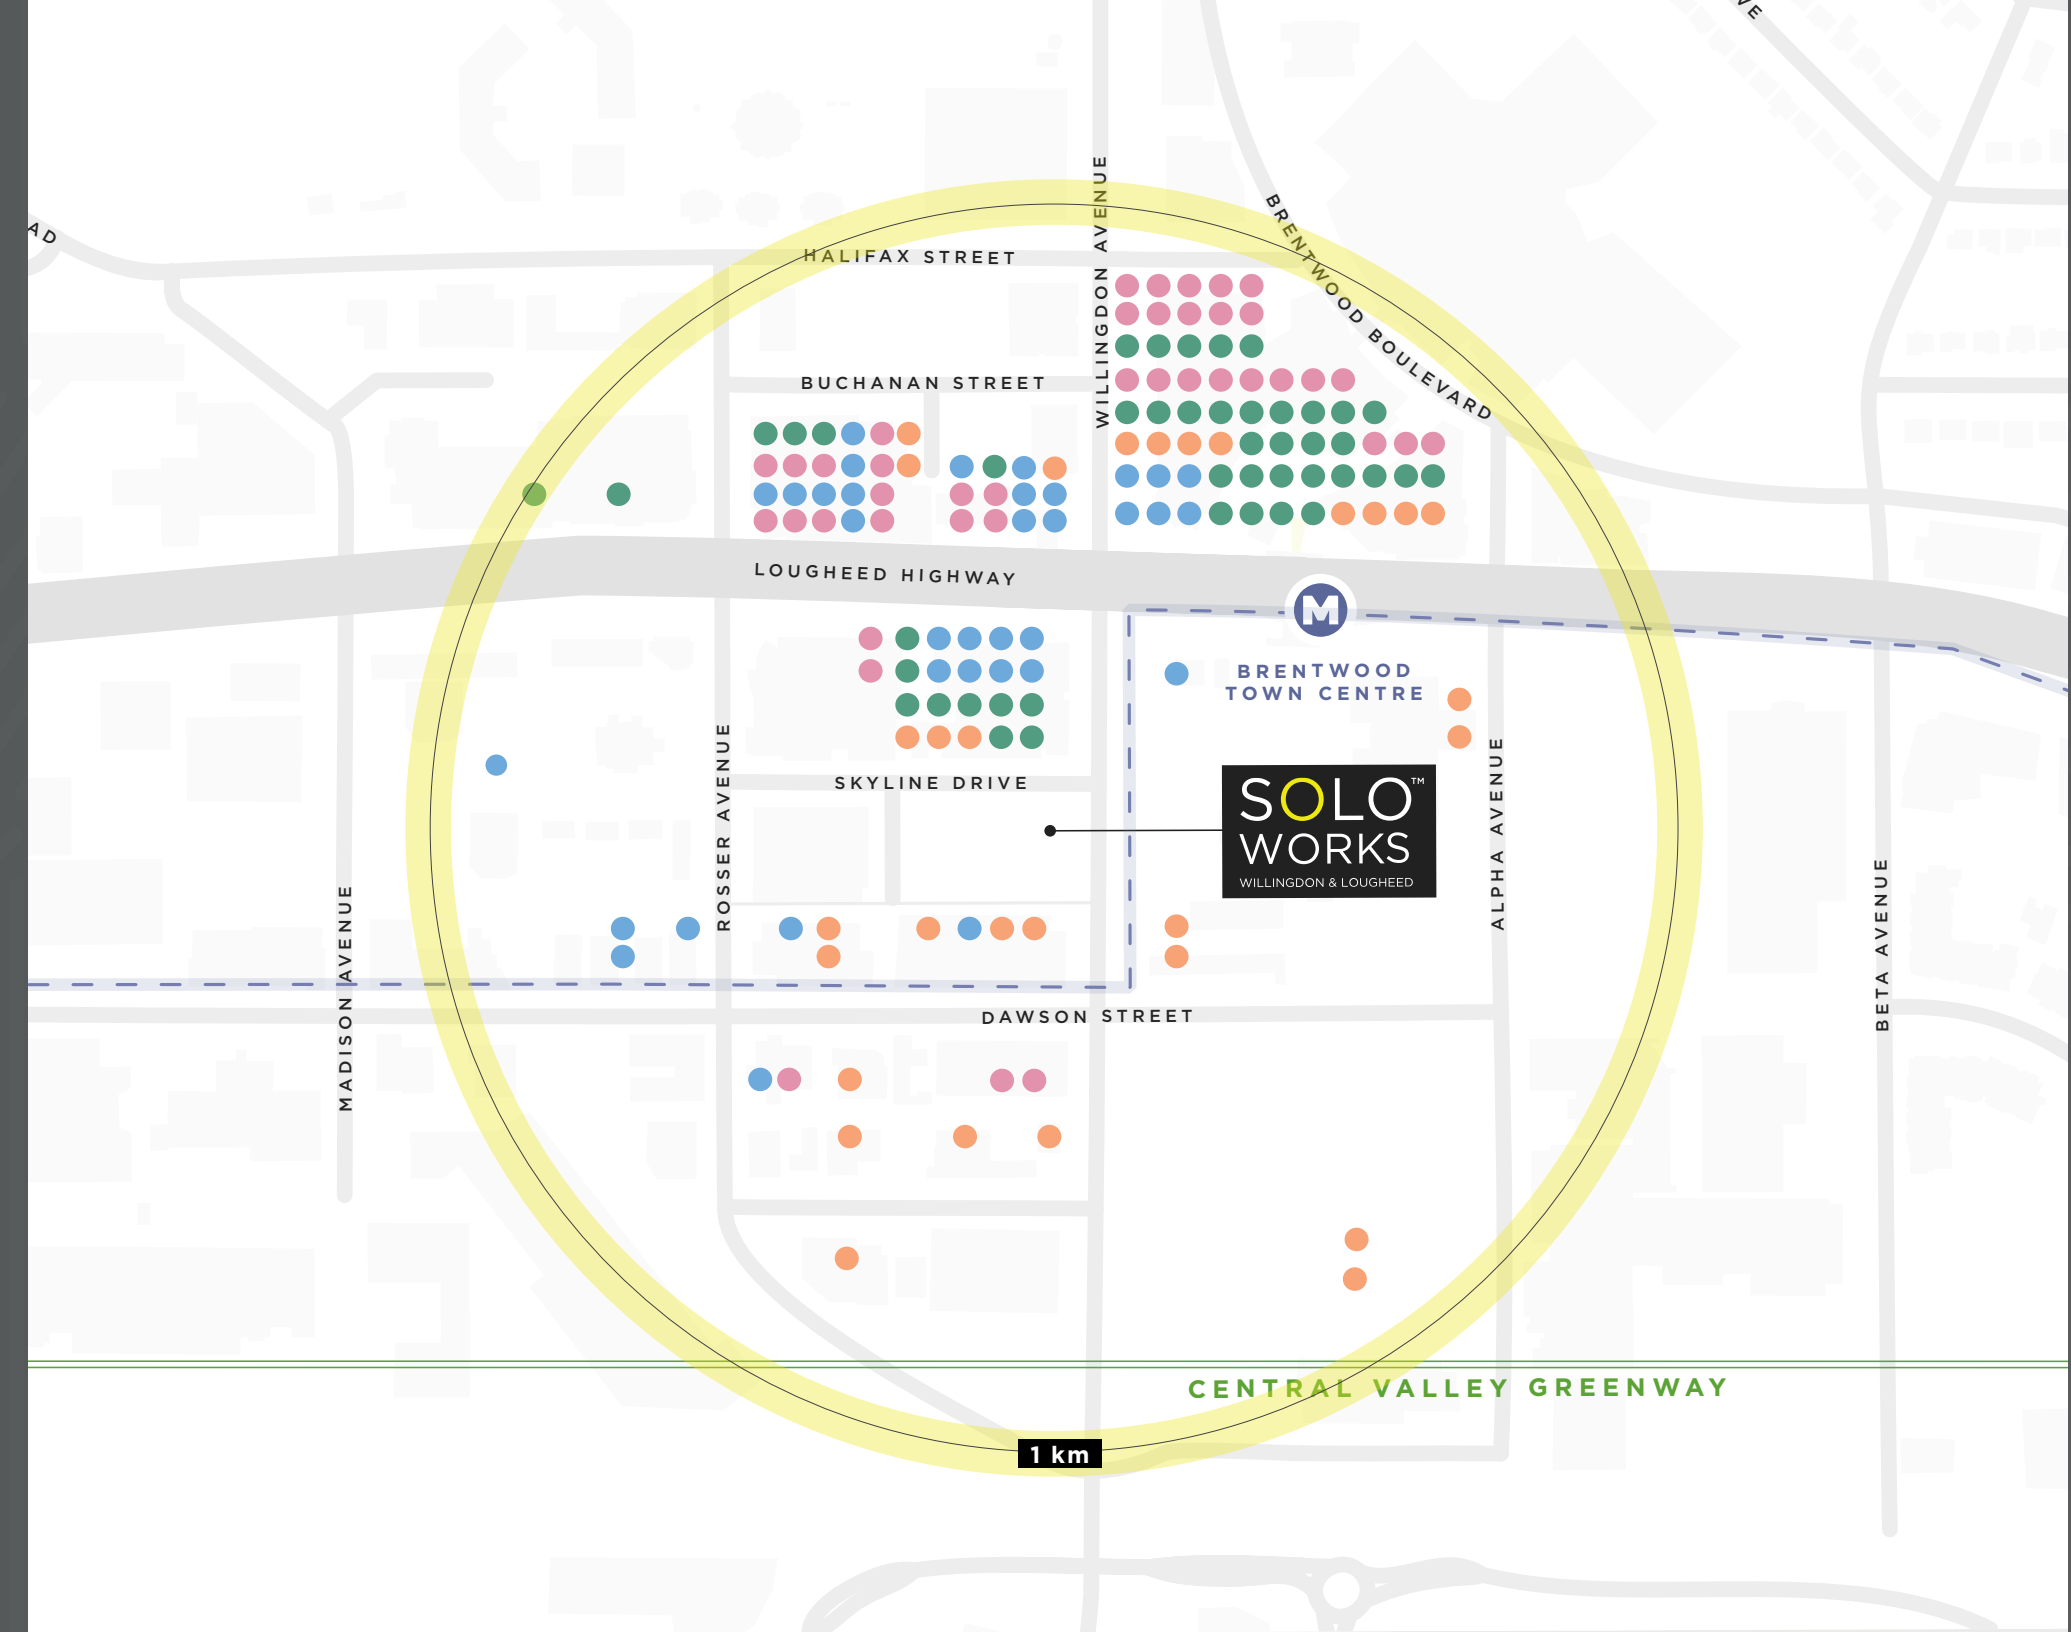 VE
AD
HALIFAX STREET
WILLINGDON AVENUE
BRENTWOOD BOULEVARD
BUCHANAN STREET
LOUGHEED HIGHWAY
M
BRENTWOOD
TOWN CENTRE
SKYLINE DRIVE
ROSSER AVENUE
SOLO™
WORKS
WILLINGDON & LOUGHEED
ALPHA AVENUE
MADISON AVENUE
BETA AVENUE
DAWSON STREET
CENTRAL VALLEY GREENWAY
1 km